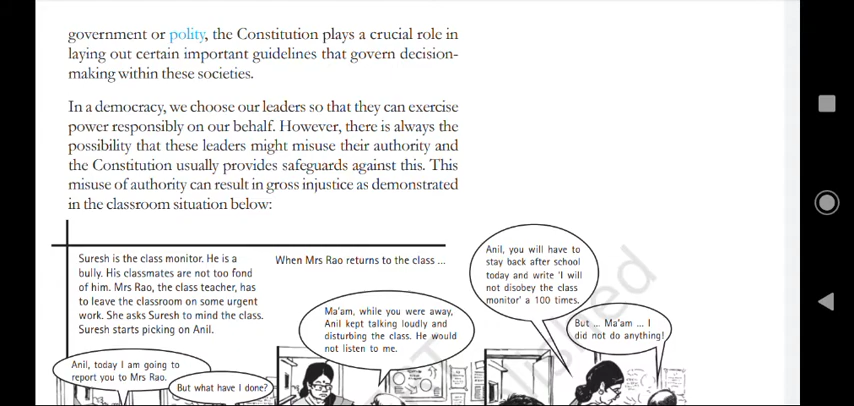 government or polity, the Constitution plays a crucial role in
laying out certain important guidelines that govern decision-
making within these societies.
In a democracy, we choose our leaders so that they can exercise
power responsibly on our behalf. However, there is always the
possibility that these leaders might misuse their authority and
the Constitution usually provides safeguards against this. This
misuse of authority can result in gross injustice as demonstrated
in the classroom situation below:
Suresh is the class monitor. He is a
bully. His classmates are not too fond
of him. Mrs Rao, the class teacher, has
to leave the classroom on some urgent
work. She asks Suresh to mind the class.
Suresh starts picking on Anil.
Anil, today I am going to
report you to Mrs Rao.
But what have I done?
When Mrs Rao returns to the class ...
Ma'am, while you were away,
Anil kept talking loudly and
disturbing the class. He would
not listen to me.
Anil, you will have to
stay back after school
today and write 'I will
not disobey the class
monitor' a 100 times.
But ... Ma'am ... I
did not do anything!